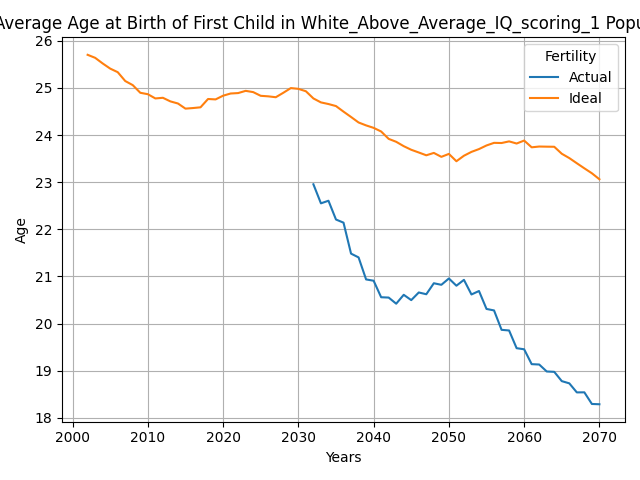 Average Age at Birth of First Child in White_Above_Average_IQ_scoring_1
Fertility
Actual
Ideal
Age
26
25
24
23
22
21
20
19
18
2000 2010 2020 2030 2040 2050 2060 2070
Years